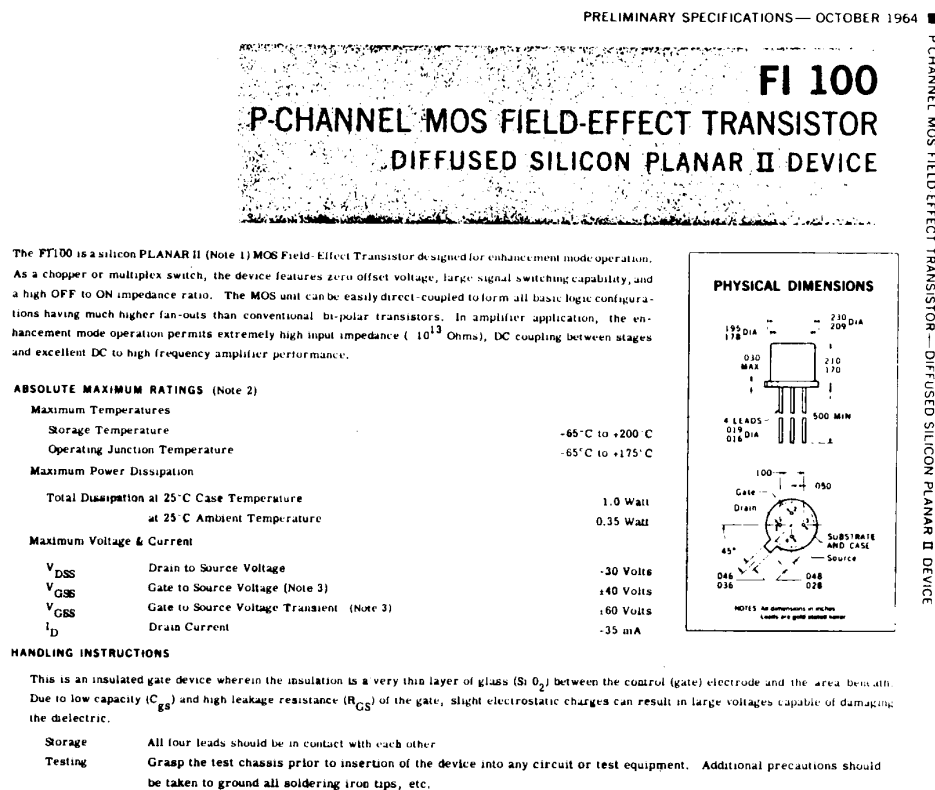 PRELIMINARY SPECIFICATIONS — OCTOBER 1964
FI 100
P-CHANNEL MOS FIELD-EFFECT TRANSISTOR
DIFFUSED SILICON PLANAR II DEVICE
P-CHANNEL MOS FIELD EFFECT TRANSISTOR — DIFFUSED SILICON PLANAR II DEVICE
The FI100 is a silicon PLANAR II (Note 1) MOS Field-Effect Transistor designed for enhancement mode operation.
As a chopper or multiplex switch, the device features zero offset voltage, large signal switching capability, and
a high OFF to ON impedance ratio. The MOS unit can be easily direct-coupled to form all basic logic configura-
tions having much higher fan-outs than conventional bi-polar transistors. In amplifier application, the en-
hancement mode operation permits extremely high input impedance ( 10^13 Ohms), DC coupling between stages
and excellent DC to high frequency amplifier performance.
ABSOLUTE MAXIMUM RATINGS (Note 2)
Maximum Temperatures
Storage Temperature -65°C to +200°C
Operating Junction Temperature -65°C to +175°C
Maximum Power Dissipation
Total Dissipation at 25°C Case Temperature 1.0 Watt
at 25°C Ambient Temperature 0.35 Watt
Maximum Voltage & Current
V_DSS Drain to Source Voltage -30 Volts
V_GSS Gate to Source Voltage (Note 3) ±40 Volts
V_GSS Gate to Source Voltage Transient (Note 3) ±60 Volts
I_D Drain Current -35 mA
PHYSICAL DIMENSIONS
.195 DIA
.178
.230 DIA
.209
.030
MAX
.210
.170
4 LEADS
.019 DIA
.016
.500 MIN
.100
.050
Gate
Drain
SUBSTRATE
AND CASE
Source
45°
.046
.036
.048
.028
NOTES: All dimensions in inches
Leads are gold plated kovar
HANDLING INSTRUCTIONS
This is an insulated gate device wherein the insulation is a very thin layer of glass (Si O_2) between the control (gate) electrode and the area beneath.
Due to low capacity (C_gs) and high leakage resistance (R_GS) of the gate, slight electrostatic charges can result in large voltages capable of damaging
the dielectric.
Storage All four leads should be in contact with each other
Testing Grasp the test chassis prior to insertion of the device into any circuit or test equipment. Additional precautions should
be taken to ground all soldering iron tips, etc.